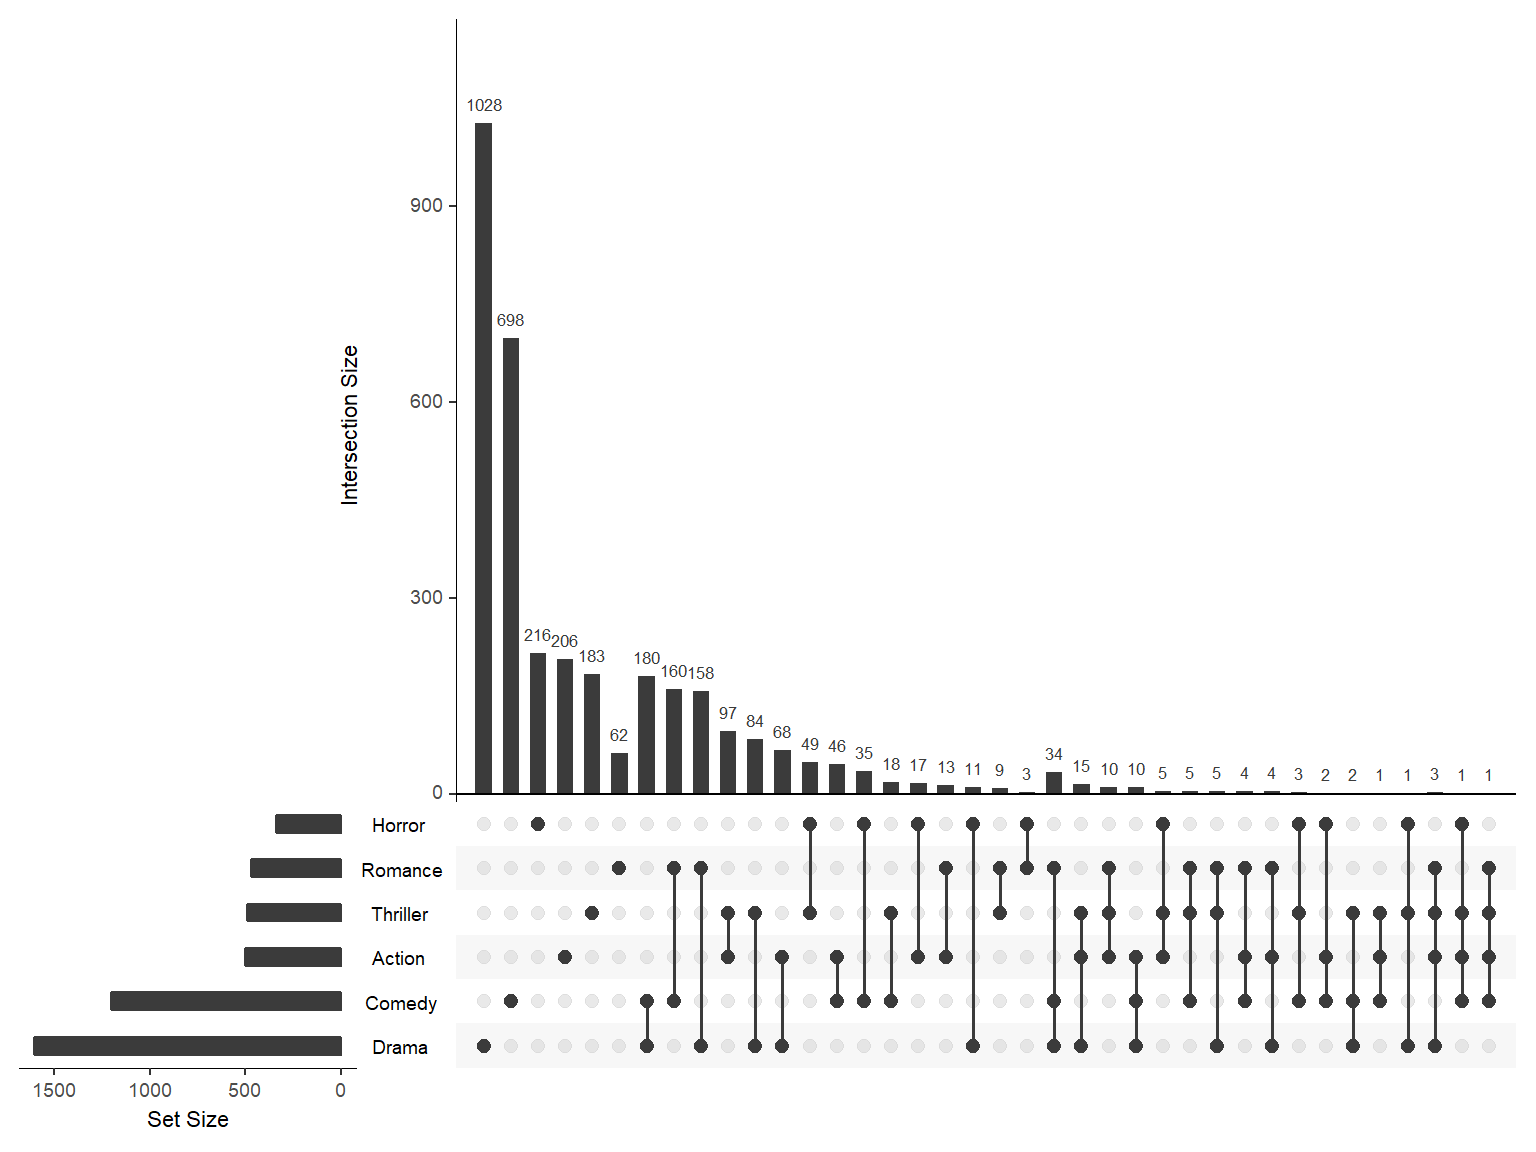 1028
698
216 206 183 62 180 160 158 97 84 68 49 46 35 18 17 13 11 9 3 34 15 10 10 5 5 5 4 4 3 2 2 1 1 3 1 1
Intersection Size
900
600
300
0
Horror
Romance
Thriller
Action
Comedy
Drama
1500 1000 500 0
Set Size